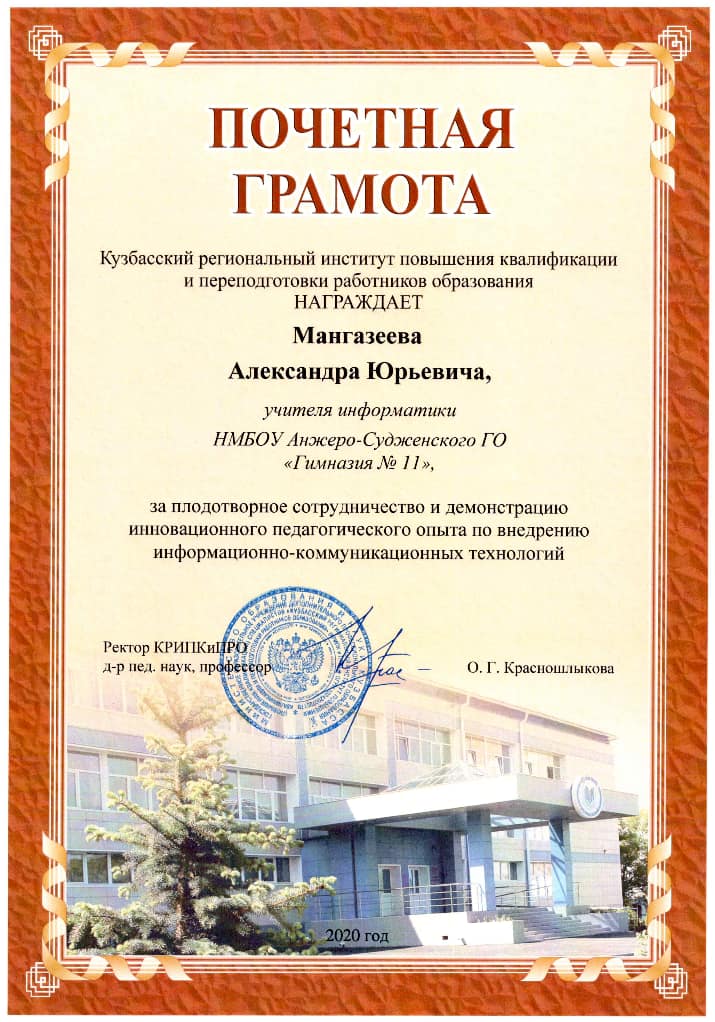 ПОЧЕТНАЯ
ГРАМОТА
Кузбасский региональный институт повышения квалификации
и переподготовки работников образования
НАГРАЖДАЕТ
Мангазеева
Александра Юрьевича,
учителя информатики
НМБОУ Анжеро-Судженского ГО
«Гимназия № 11»,
за плодотворное сотрудничество и демонстрацию
инновационного педагогического опыта по внедрению
информационно-коммуникационных технологий
Ректор КРИПКиПРО
д-р пед. наук, профессор
О. Г. Красношлыкова
2020 год